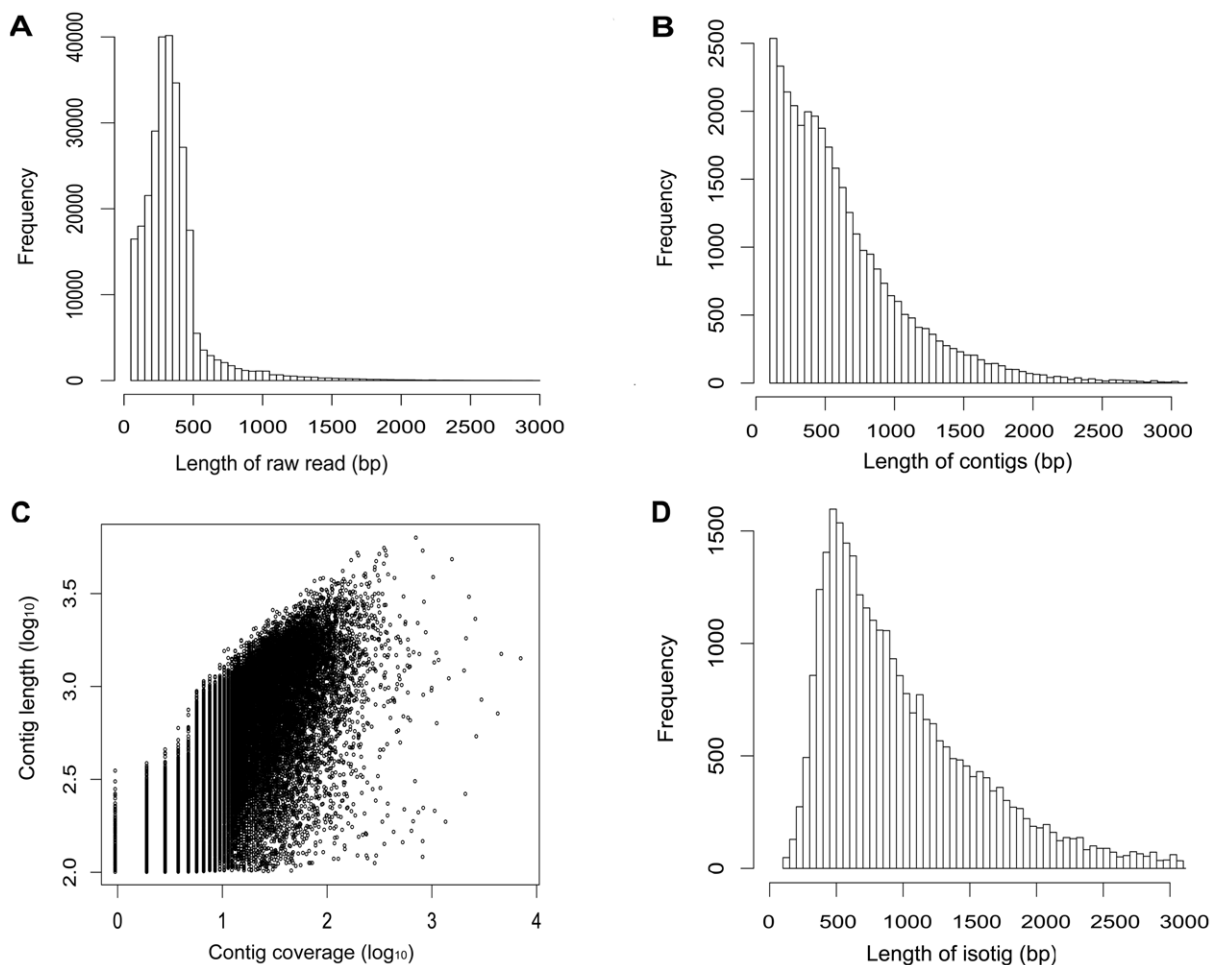 A
40000
30000
20000
10000
0
Frequency
0 500 1000 1500 2000 2500 3000
Length of raw read (bp)
B
2500
2000
1500
1000
500
0
Frequency
0 500 1000 1500 2000 2500 3000
Length of contigs (bp)
C
3.5
3.0
2.5
2.0
Contig length (log10)
0 1 2 3 4
Contig coverage (log10)
D
1500
1000
500
0
Frequency
0 500 1000 1500 2000 2500 3000
Length of isotig (bp)